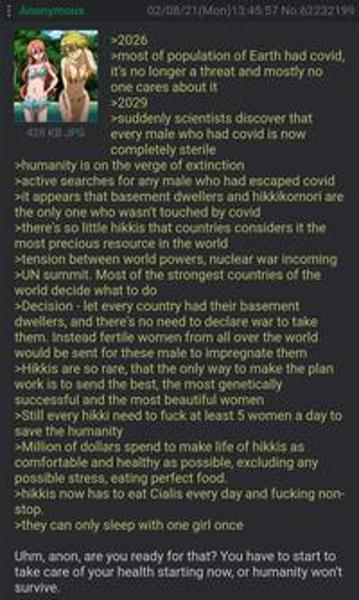 Anonymous 02/08/21(Mon)13:45:57 No.62232199
>2026
>most of population of Earth had covid,
it's no longer a threat and mostly no
one cares about it
>2029
>suddenly scientists discover that
every male who had covid is now
completely sterile
428 KB JPG
>humanity is on the verge of extinction
>active searches for any male who had escaped covid
>it appears that basement dwellers and hikkikomori are
the only one who wasn't touched by covid
>there's so little hikkis that countries considers it the
most precious resource in the world
>tension between world powers, nuclear war incoming
>UN summit. Most of the strongest countries of the
world decide what to do
>Decision - let every country had their basement
dwellers, and there's no need to declare war to take
them. Instead fertile women from all over the world
would be sent for these male to impregnate them
>Hikkis are so rare, that the only way to make the plan
work is to send the best, the most genetically
successful and the most beautiful women
>Still every hikki need to fuck at least 5 women a day to
save the humanity
>Million of dollars spend to make life of hikkis as
comfortable and healthy as possible, excluding any
possible stress, eating perfect food.
>hikkis now has to eat Cialis every day and fucking non-
stop.
>they can only sleep with one girl once
Uhm, anon, are you ready for that? You have to start to
take care of your health starting now, or humanity won't
survive.